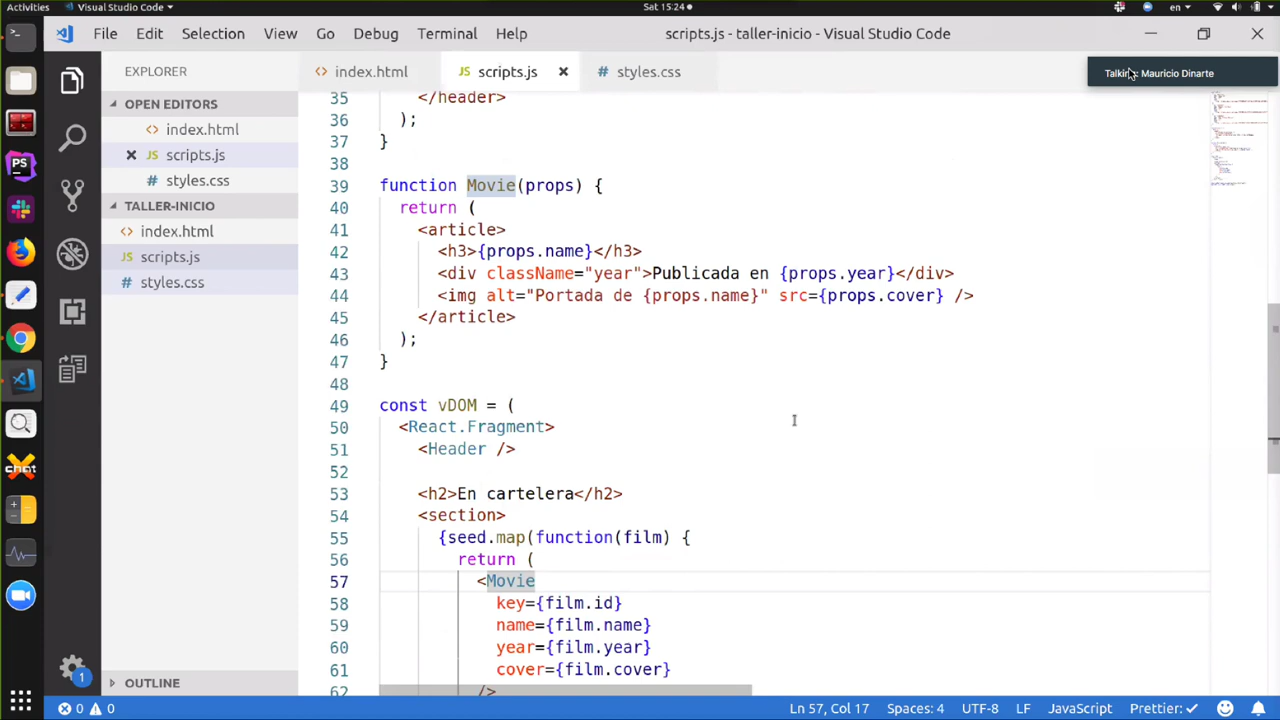 Activities Visual Studio Code Sat 15:24 en
File Edit Selection View Go Debug Terminal Help scripts.js - taller-inicio - Visual Studio Code
EXPLORER
index.html
JS scripts.js
styles.css
Talking: Mauricio Dinarte
OPEN EDITORS
index.html
JS scripts.js
styles.css
TALLER-INICIO
index.html
JS scripts.js
styles.css
OUTLINE
35 </header>
36 );
37 }
38
39 function Movie(props) {
40 return (
41 <article>
42 <h3>{props.name}</h3>
43 <div className="year">Publicada en {props.year}</div>
44 <img alt="Portada de {props.name}" src={props.cover} />
45 </article>
46 );
47 }
48
49 const vDOM = (
50 <React.Fragment>
51 <Header />
52
53 <h2>En cartelera</h2>
54 <section>
55 {seed.map(function(film) {
56 return (
57 <Movie
58 key={film.id}
59 name={film.name}
60 year={film.year}
61 cover={film.cover}
62 />
PS
chat
1
0 0 Ln 57, Col 17 Spaces: 4 UTF-8 LF JavaScript Prettier: ✓